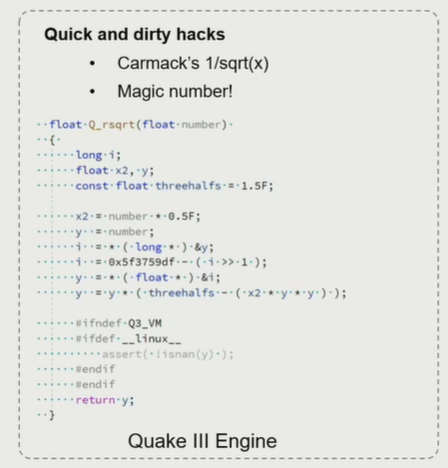 Quick and dirty hacks
• Carmack's 1/sqrt(x)
• Magic number!
float Q_rsqrt(float number)
{
long i;
float x2, y;
const float threehalfs = 1.5F;
x2 = number * 0.5F;
y = number;
i = * ( long * ) &y;
i = 0x5f3759df - ( i >> 1 );
y = * ( float * ) &i;
y = y * ( threehalfs - ( x2 * y * y ) );
#ifndef Q3_VM
#ifdef __linux__
assert( !isnan(y) );
#endif
#endif
return y;
}
Quake III Engine